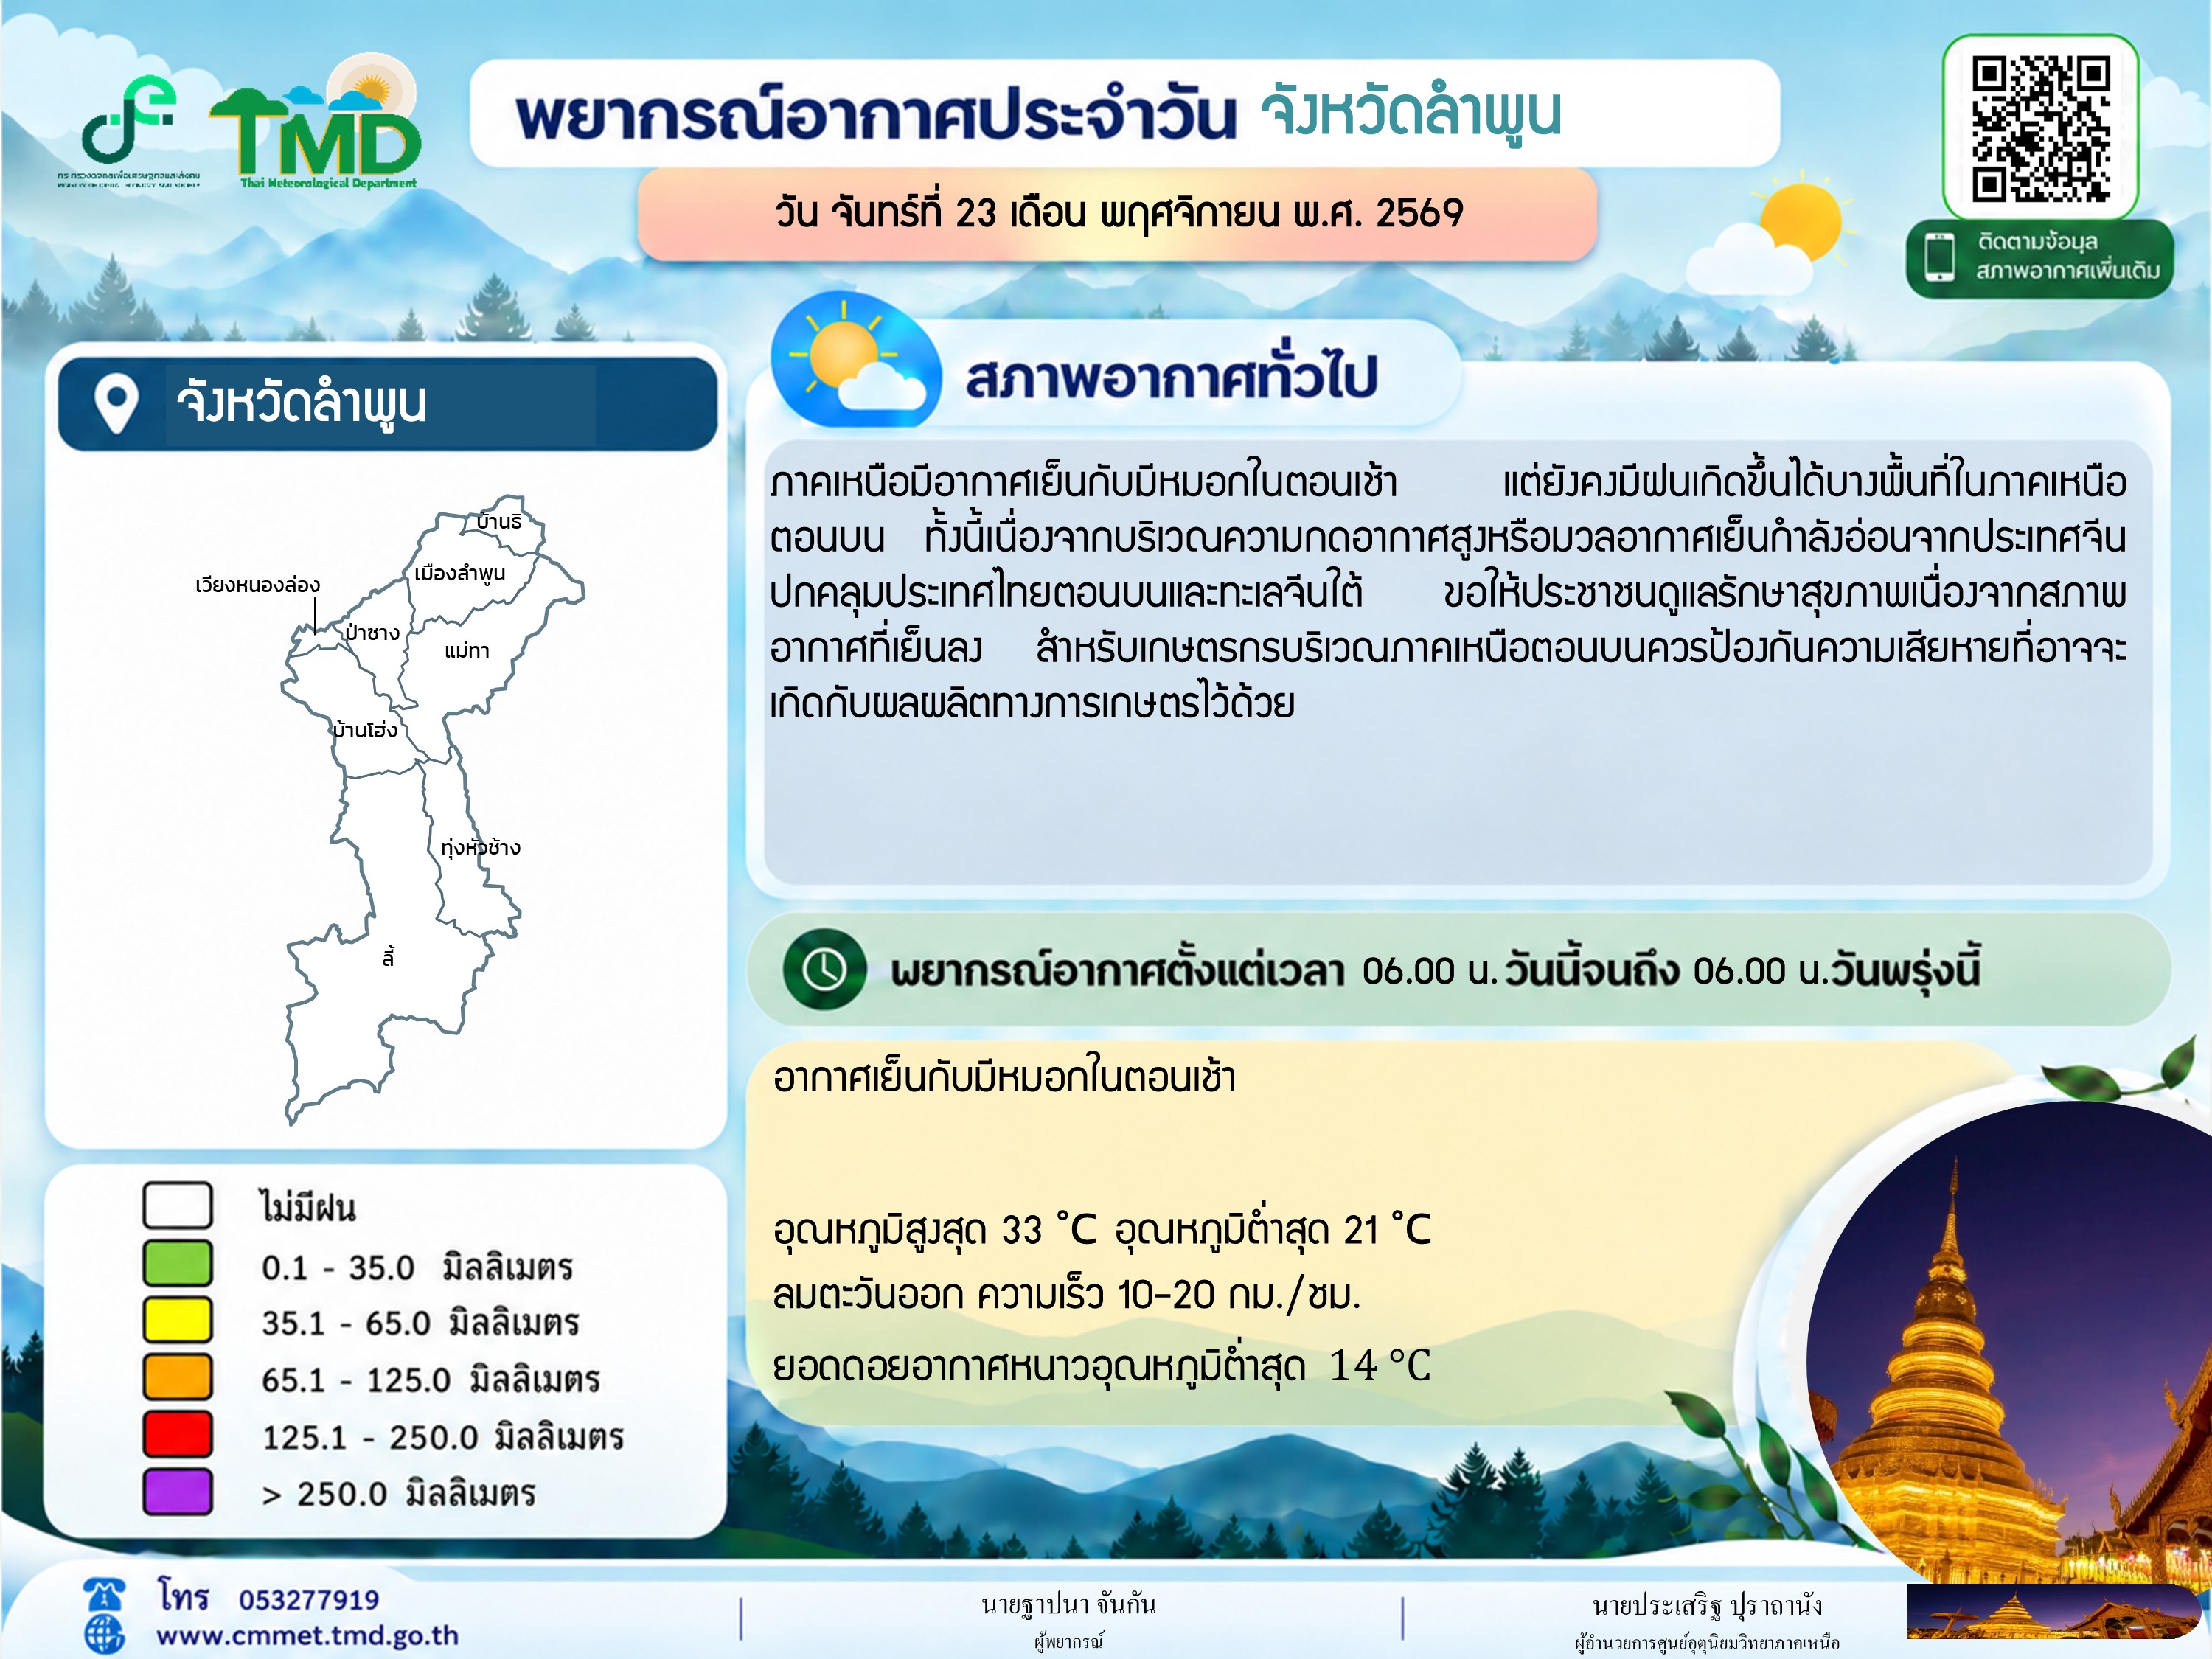 TMD
Thai Meteorological Department
พยากรณ์อากาศประจำวัน จังหวัดลำพูน
วัน จันทร์ที่ 23 เดือน พฤศจิกายน พ.ศ. 2569
สภาพอากาศเพิ่มเติม
จังหวัดลำพูน
บ้านธิ
เมืองลำพูน
เวียงหนองล่อง
ป่าซาง
แม่ทา
บ้านโฮ่ง
ทุ่งหัวช้าง
ลี้
ไม่มีฝน
0.1 - 35.0 มิลลิเมตร
35.1 - 65.0 มิลลิเมตร
65.1 - 125.0 มิลลิเมตร
125.1 - 250.0 มิลลิเมตร
> 250.0 มิลลิเมตร
สภาพอากาศทั่วไป
ภาคเหนือมีอากาศเย็นกับมีหมอกในตอนเช้า แต่ยังคงมีฝนเกิดขึ้นได้บางพื้นที่ในภาคเหนือ
ตอนบน ทั้งนี้เนื่องจากบริเวณความกดอากาศสูงหรือมวลอากาศเย็นกำลังอ่อนจากประเทศจีน
ปกคลุมประเทศไทยตอนบนและทะเลจีนใต้ ขอให้ประชาชนดูแลรักษาสุขภาพเนื่องจากสภาพ
อากาศที่เย็นลง สำหรับเกษตรกรบริเวณภาคเหนือตอนบนควรป้องกันความเสียหายที่อาจจะ
เกิดกับผลผลิตทางการเกษตรไว้ด้วย
พยากรณ์อากาศตั้งแต่เวลา 06.00 น. วันนี้จนถึง 06.00 น.วันพรุ่งนี้
อากาศเย็นกับมีหมอกในตอนเช้า
อุณหภูมิสูงสุด 33 °C อุณหภูมิต่ำสุด 21 °C
ลมตะวันออก ความเร็ว 10-20 กม./ชม.
ยอดดอยอากาศหนาวอุณหภูมิต่ำสุด 14 °C
โทร 053277919
www.cmmet.tmd.go.th
นายฐาปนา จันกัน
ผู้พยากรณ์
นายประเสริฐ ปุราถานัง
ผู้อำนวยการศูนย์อุตุนิยมวิทยาภาคเหนือ